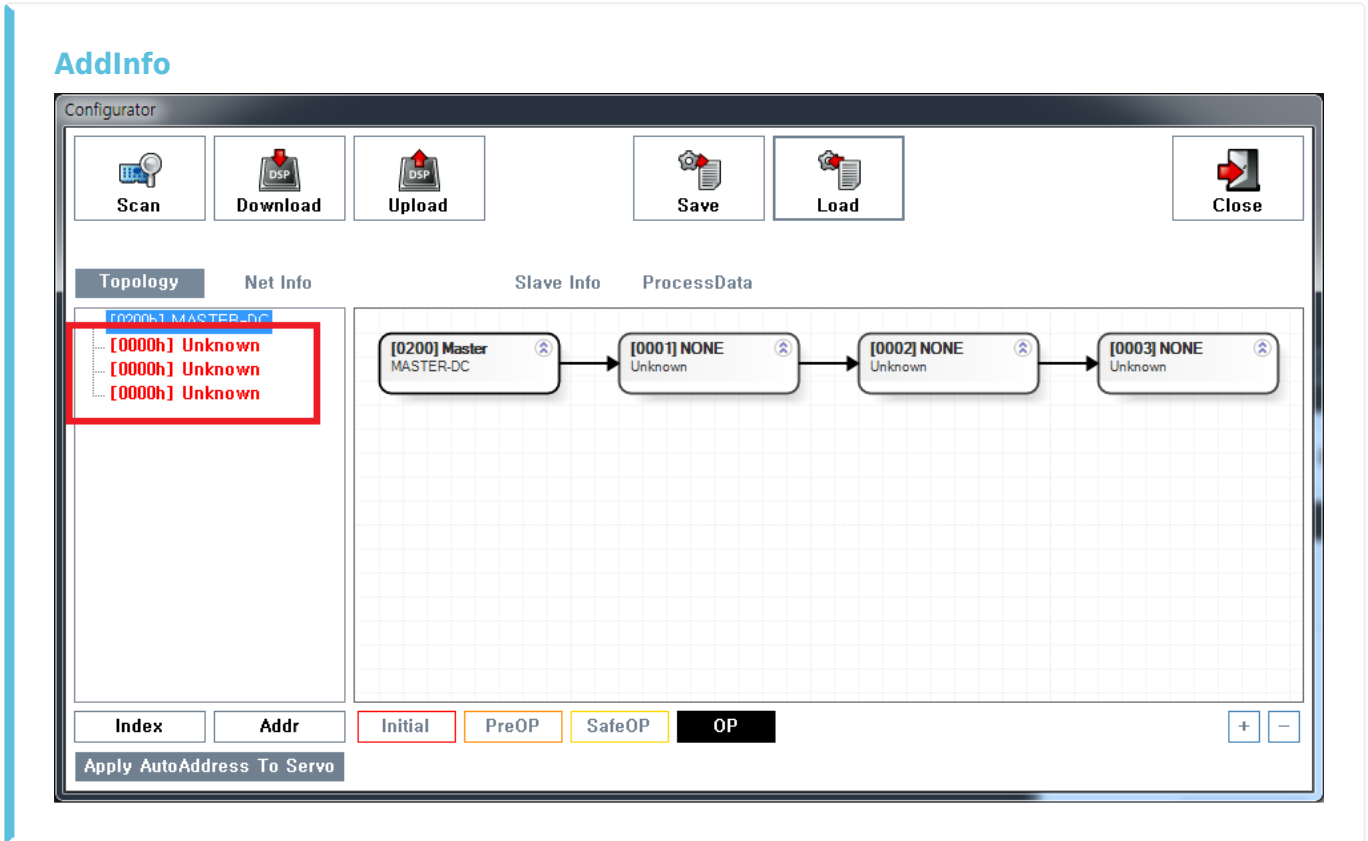 AddInfo
Configurator
DSP DSP
Scan Download Upload Save Load Close
Topology Net Info Slave Info ProcessData
[0200h] MASTER-DC
[0000h] Unknown
[0000h] Unknown
[0000h] Unknown
[0200] Master
MASTER-DC
[0001] NONE
Unknown
[0002] NONE
Unknown
[0003] NONE
Unknown
Index Addr Initial PreOP SafeOP OP + −
Apply AutoAddress To Servo